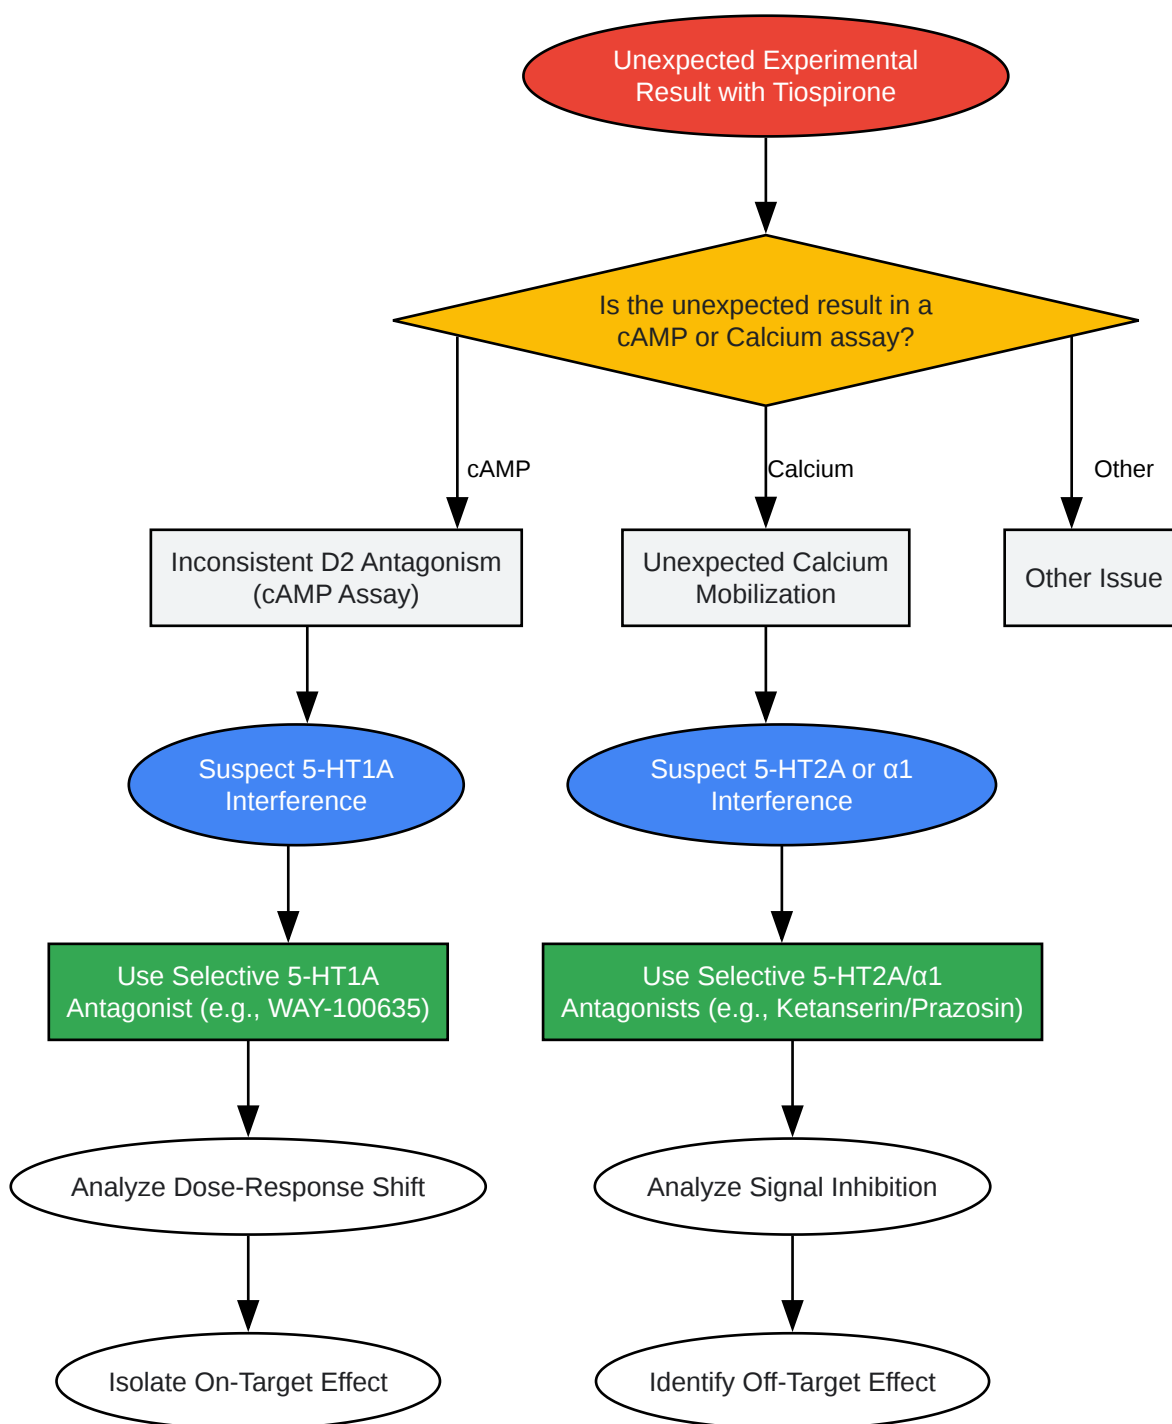 Unexpected Experimental
Result with Tiospirone
Is the unexpected result in a
cAMP or Calcium assay?
cAMP
Calcium
Other
Inconsistent D2 Antagonism
(cAMP Assay)
Unexpected Calcium
Mobilization
Other Issue
Suspect 5-HT1A
Interference
Suspect 5-HT2A or α1
Interference
Use Selective 5-HT1A
Antagonist (e.g., WAY-100635)
Use Selective 5-HT2A/α1
Antagonists (e.g., Ketanserin/Prazosin)
Analyze Dose-Response Shift
Analyze Signal Inhibition
Isolate On-Target Effect
Identify Off-Target Effect